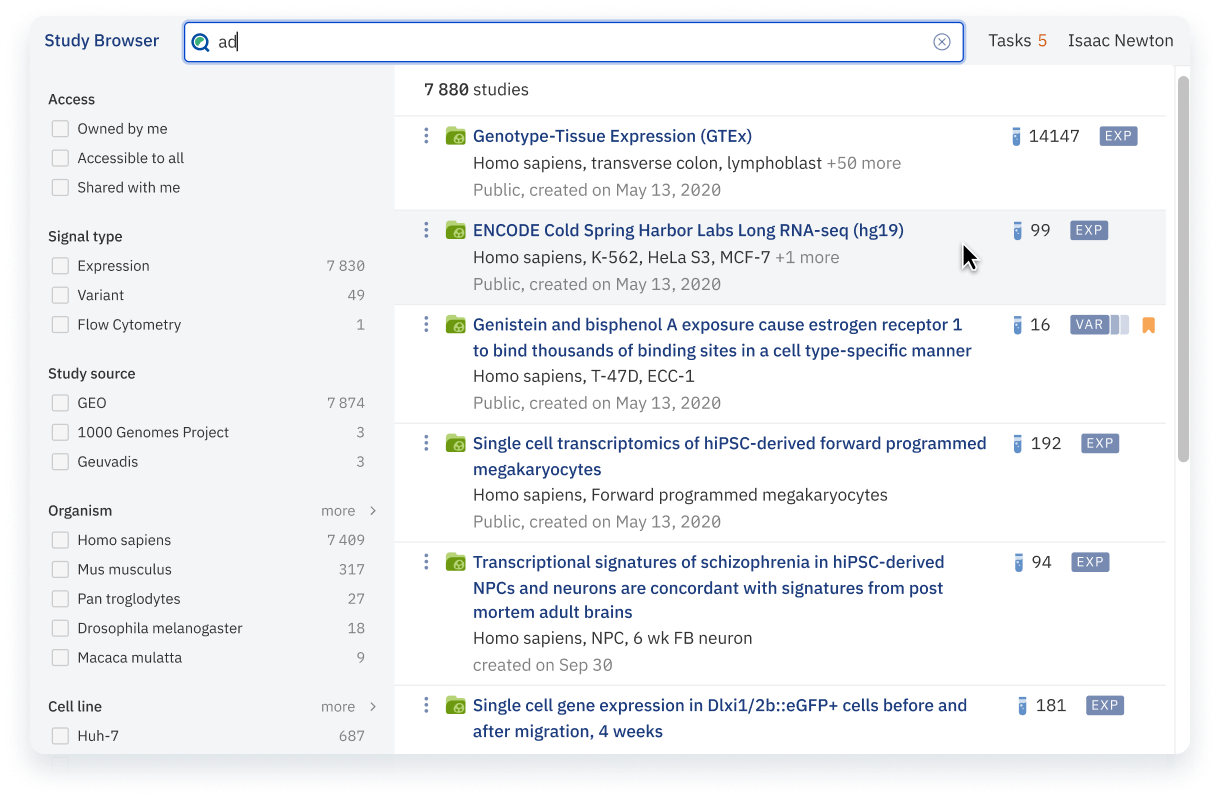 Study Browser
ad
Tasks 5
Isaac Newton
Access
Owned by me
Accessible to all
Shared with me
Signal type
Expression 7 830
Variant 49
Flow Cytometry 1
Study source
GEO 7 874
1000 Genomes Project 3
Geuvadis 3
Organism more
Homo sapiens 7 409
Mus musculus 317
Pan troglodytes 27
Drosophila melanogaster 18
Macaca mulatta 9
Cell line more
Huh-7 687
7 880 studies
Genotype-Tissue Expression (GTEx) 14147 EXP
Homo sapiens, transverse colon, lymphoblast +50 more
Public, created on May 13, 2020
ENCODE Cold Spring Harbor Labs Long RNA-seq (hg19) 99 EXP
Homo sapiens, K-562, HeLa S3, MCF-7 +1 more
Public, created on May 13, 2020
Genistein and bisphenol A exposure cause estrogen receptor 1 16 VAR
to bind thousands of binding sites in a cell type-specific manner
Homo sapiens, T-47D, ECC-1
Public, created on May 13, 2020
Single cell transcriptomics of hiPSC-derived forward programmed 192 EXP
megakaryocytes
Homo sapiens, Forward programmed megakaryocytes
Public, created on May 13, 2020
Transcriptional signatures of schizophrenia in hiPSC-derived 94 EXP
NPCs and neurons are concordant with signatures from post
mortem adult brains
Homo sapiens, NPC, 6 wk FB neuron
created on Sep 30
Single cell gene expression in Dlxi1/2b::eGFP+ cells before and 181 EXP
after migration, 4 weeks